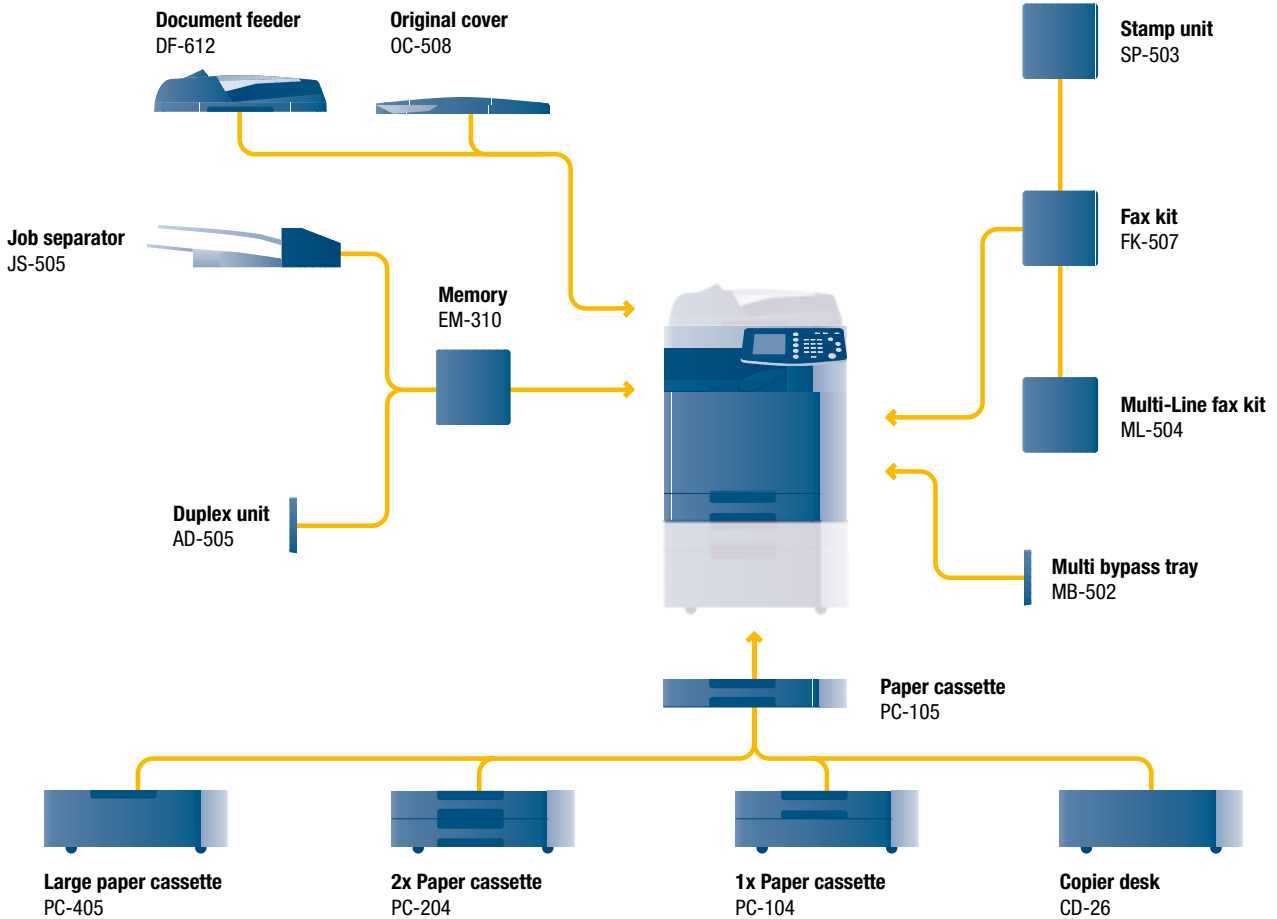 Document feeder
DF-612
Original cover
OC-508
Stamp unit
SP-503
Job separator
JS-505
Fax kit
FK-507
Memory
EM-310
Multi-Line fax kit
ML-504
Duplex unit
AD-505
Multi bypass tray
MB-502
Paper cassette
PC-105
Large paper cassette
PC-405
2x Paper cassette
PC-204
1x Paper cassette
PC-104
Copier desk
CD-26